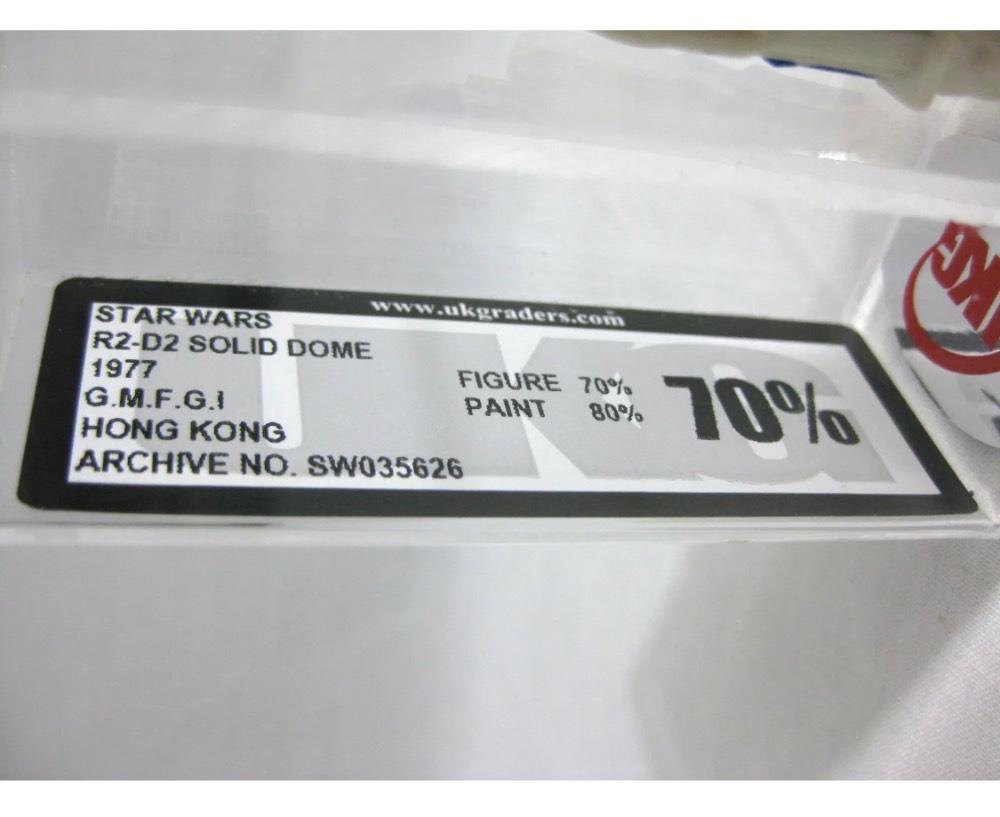 www.ukgraders.com
STAR WARS
R2-D2 SOLID DOME
1977
G.M.F.G.I
HONG KONG
ARCHIVE NO. SW035626
FIGURE 70%
PAINT 80%
70%
UKG